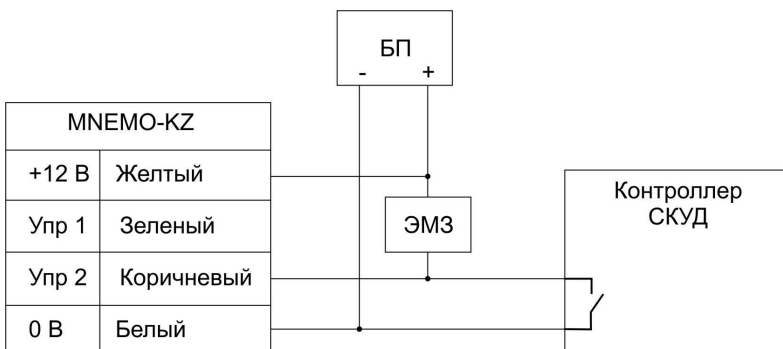 БП
- +
MNEMO-KZ
+12 В Желтый
Упр 1 Зеленый
Упр 2 Коричневый
0 В Белый
ЭМЗ
Контроллер
СКУД